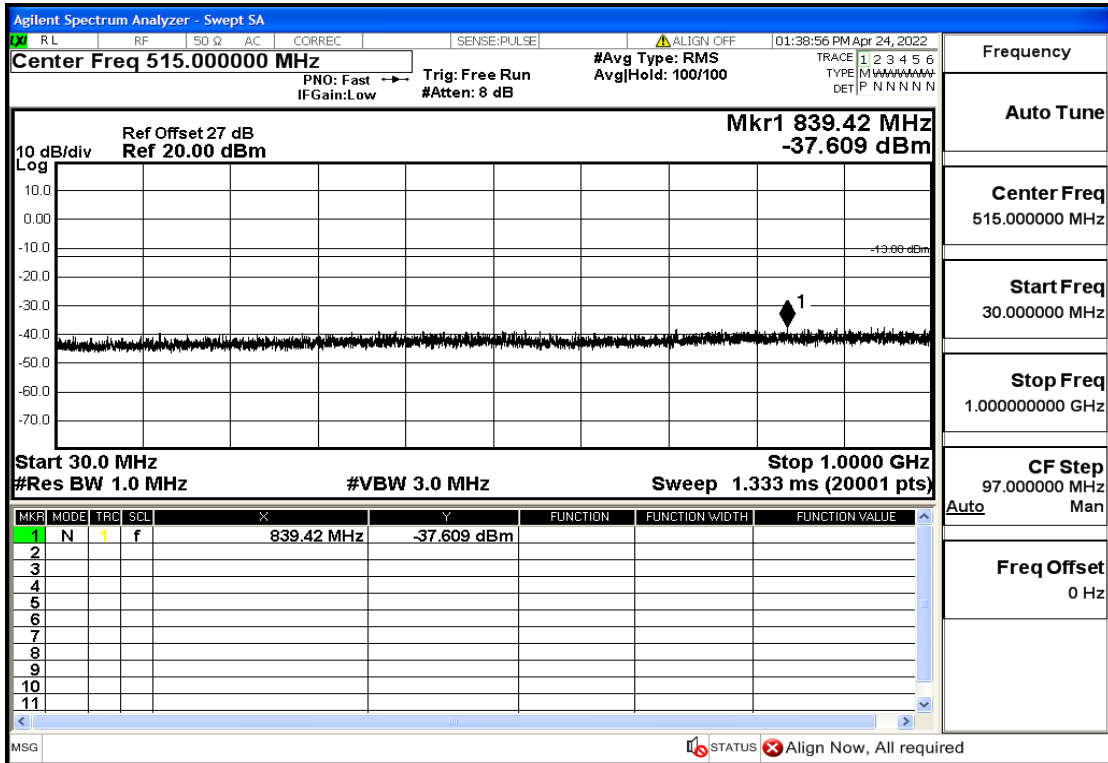 Agilent Spectrum Analyzer - Swept SA
LXI RL RF 50 Ω AC CORREC SENSE:PULSE ALIGN OFF 01:38:56 PM Apr 24, 2022
Center Freq 515.000000 MHz
PNO: Fast
IFGain:Low
Trig: Free Run
#Atten: 8 dB
#Avg Type: RMS
Avg|Hold: 100/100
TRACE 1 2 3 4 5 6
TYPE M WWWWW
DET P N N N N N
Ref Offset 27 dB
10 dB/div Ref 20.00 dBm
Log
Mkr1 839.42 MHz
-37.609 dBm
10.0
0.00
-10.0
-13.00 dBm
-20.0
-30.0
1
-40.0
-50.0
-60.0
-70.0
Start 30.0 MHz Stop 1.0000 GHz
#Res BW 1.0 MHz #VBW 3.0 MHz Sweep 1.333 ms (20001 pts)
MKR MODE TRC SCL X Y FUNCTION FUNCTION WIDTH FUNCTION VALUE
1 N 1 f 839.42 MHz -37.609 dBm
2
3
4
5
6
7
8
9
10
11
MSG STATUS Align Now, All required
Frequency
Auto Tune
Center Freq
515.000000 MHz
Start Freq
30.000000 MHz
Stop Freq
1.000000000 GHz
CF Step
97.000000 MHz
Auto Man
Freq Offset
0 Hz